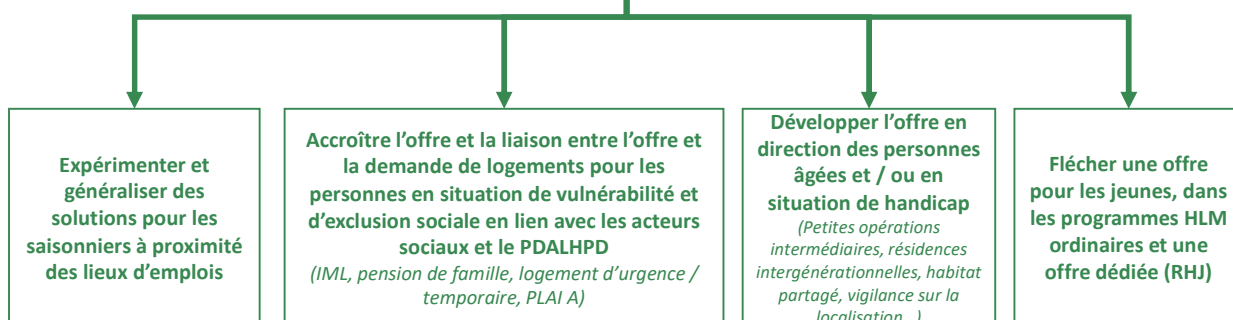 Expérimenter et
généraliser des
solutions pour les
saisonniers à proximité
des lieux d’emplois
Accroître l’offre et la liaison entre l’offre et
la demande de logements pour les
personnes en situation de vulnérabilité et
d’exclusion sociale en lien avec les acteurs
sociaux et le PDALHPD
(IML, pension de famille, logement d’urgence /
temporaire, PLAI A)
Développer l’offre en
direction des personnes
âgées et / ou en
situation de handicap
(Petites opérations
intermédiaires, résidences
intergénérationnelles, habitat
partagé, vigilance sur la
localisation…)
Flécher une offre
pour les jeunes, dans
les programmes HLM
ordinaires et une
offre dédiée (RHJ)